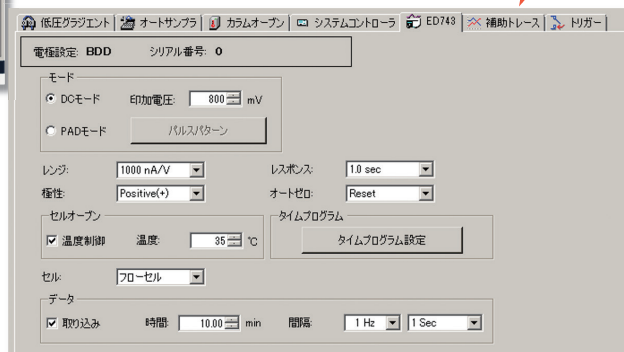 低圧グラジエント オートサンプラ カラムオーブン システムコントローラ ED743 補助トレース トリガー
電極設定: BDD シリアル番号: 0
モード
DCモード 印加電圧: 800 mV
PADモード パルスパターン
レンジ: 1000 nA/V レスポンス: 1.0 sec
極性: Positive(+) オートゼロ: Reset
セルオーブン タイムプログラム
温度制御 温度: 35 ℃ タイムプログラム設定
セル: フローセル
データ
取り込み 時間: 10.00 min 間隔: 1 Hz 1 Sec